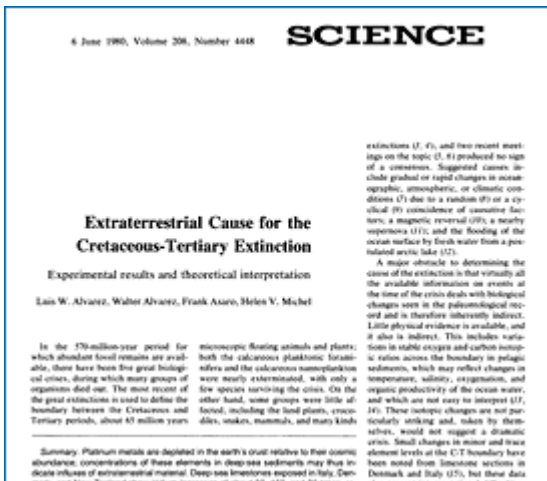 6 June 1980, Volume 208, Number 4448
SCIENCE
Extraterrestrial Cause for the
Cretaceous-Tertiary Extinction
Experimental results and theoretical interpretation
Luis W. Alvarez, Walter Alvarez, Frank Asaro, Helen V. Michel
In the 570-million-year period for
which abundant fossil remains are avail-
able, there have been five great biologi-
cal crises, during which many groups of
organisms died out. The most recent of
the great extinctions is used to define the
boundary between the Cretaceous and
Tertiary periods, about 65 million years
microscopic floating animals and plants;
both the calcareous planktonic forami-
nifera and the calcareous nannoplankton
were nearly exterminated, with only a
few species surviving the crisis. On the
other hand, some groups were little af-
fected, including the land plants, croco-
diles, snakes, mammals, and many kinds
extinctions (3, 4), and two recent meet-
ings on the topic (5, 6) produced no sign
of a consensus. Suggested causes in-
clude gradual or rapid changes in ocean-
ographic, atmospheric, or climatic con-
ditions (7) due to a random (8) or a cy-
clical (9) coincidence of causative fac-
tors; a magnetic reversal (10); a nearby
supernova (11); and the flooding of the
ocean surface by fresh water from a pos-
tulated arctic lake (12).
A major obstacle to determining the
cause of the extinction is that virtually all
the available information on events at
the time of the crisis deals with biological
changes seen in the paleontological rec-
ord and is therefore inherently indirect.
Little physical evidence is available, and
it also is indirect. This includes varia-
tions in stable oxygen and carbon isotop-
ic ratios across the boundary in pelagic
sediments, which may reflect changes in
temperature, salinity, oxygenation, and
organic productivity of the ocean water,
and which are not easy to interpret (13,
14). These isotopic changes are not par-
ticularly striking and, taken by them-
selves, would not suggest a dramatic
crisis. Small changes in minor and trace
element levels at the C-T boundary have
been noted from limestone sections in
Denmark and Italy (15), but these data
Summary. Platinum metals are depleted in the earth's crust relative to their cosmic
abundance; concentrations of these elements in deep-sea sediments may thus in-
dicate influxes of extraterrestrial material. Deep-sea limestones exposed in Italy, Den-